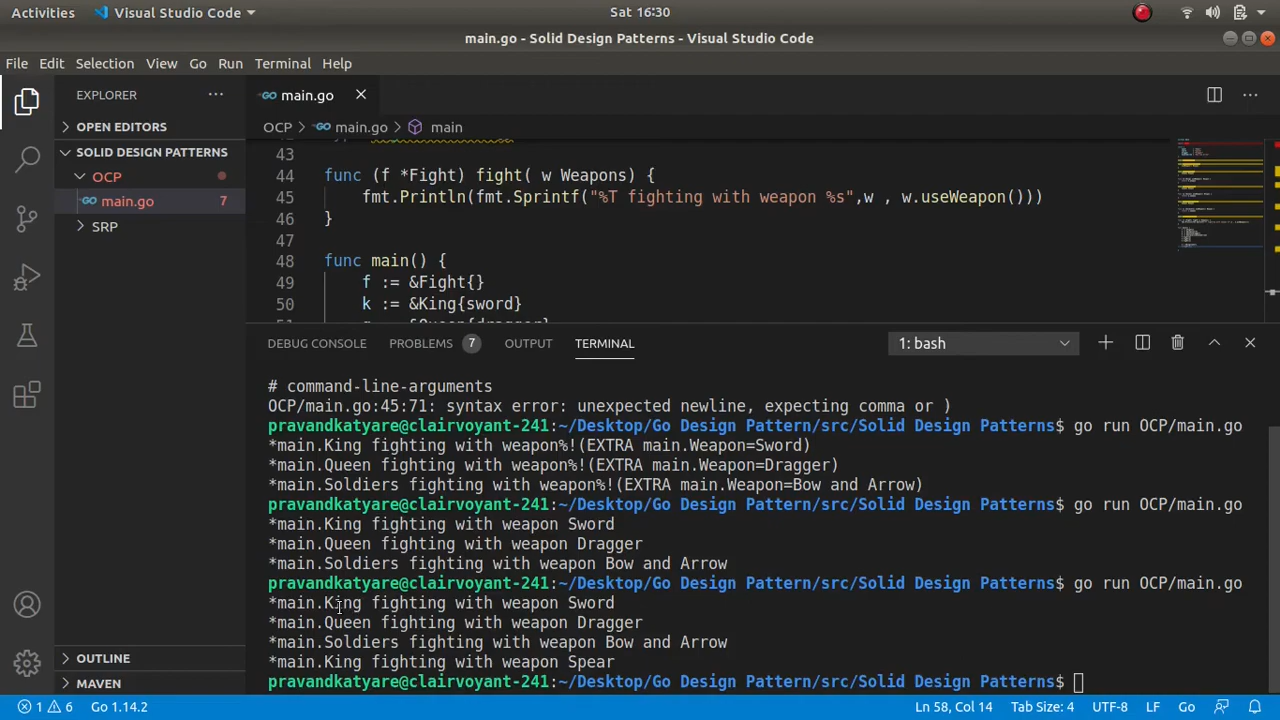 Activities Visual Studio Code Sat 16:30
main.go - Solid Design Patterns - Visual Studio Code
File Edit Selection View Go Run Terminal Help
EXPLORER ···
OPEN EDITORS
SOLID DESIGN PATTERNS
OCP
main.go 7
SRP
OUTLINE
MAVEN
main.go
OCP main.go main
43
44 func (f *Fight) fight( w Weapons) {
45 fmt.Println(fmt.Sprintf("%T fighting with weapon %s",w , w.useWeapon()))
46 }
47
48 func main() {
49 f := &Fight{}
50 k := &King{sword}
DEBUG CONSOLE PROBLEMS 7 OUTPUT TERMINAL 1: bash
# command-line-arguments
OCP/main.go:45:71: syntax error: unexpected newline, expecting comma or )
pravandkatyare@clairvoyant-241:~/Desktop/Go Design Pattern/src/Solid Design Patterns$ go run OCP/main.go
*main.King fighting with weapon%!(EXTRA main.Weapon=Sword)
*main.Queen fighting with weapon%!(EXTRA main.Weapon=Dragger)
*main.Soldiers fighting with weapon%!(EXTRA main.Weapon=Bow and Arrow)
pravandkatyare@clairvoyant-241:~/Desktop/Go Design Pattern/src/Solid Design Patterns$ go run OCP/main.go
*main.King fighting with weapon Sword
*main.Queen fighting with weapon Dragger
*main.Soldiers fighting with weapon Bow and Arrow
pravandkatyare@clairvoyant-241:~/Desktop/Go Design Pattern/src/Solid Design Patterns$ go run OCP/main.go
*main.King fighting with weapon Sword
*main.Queen fighting with weapon Dragger
*main.Soldiers fighting with weapon Bow and Arrow
*main.King fighting with weapon Spear
pravandkatyare@clairvoyant-241:~/Desktop/Go Design Pattern/src/Solid Design Patterns$
1 6 Go 1.14.2 Ln 58, Col 14 Tab Size: 4 UTF-8 LF Go